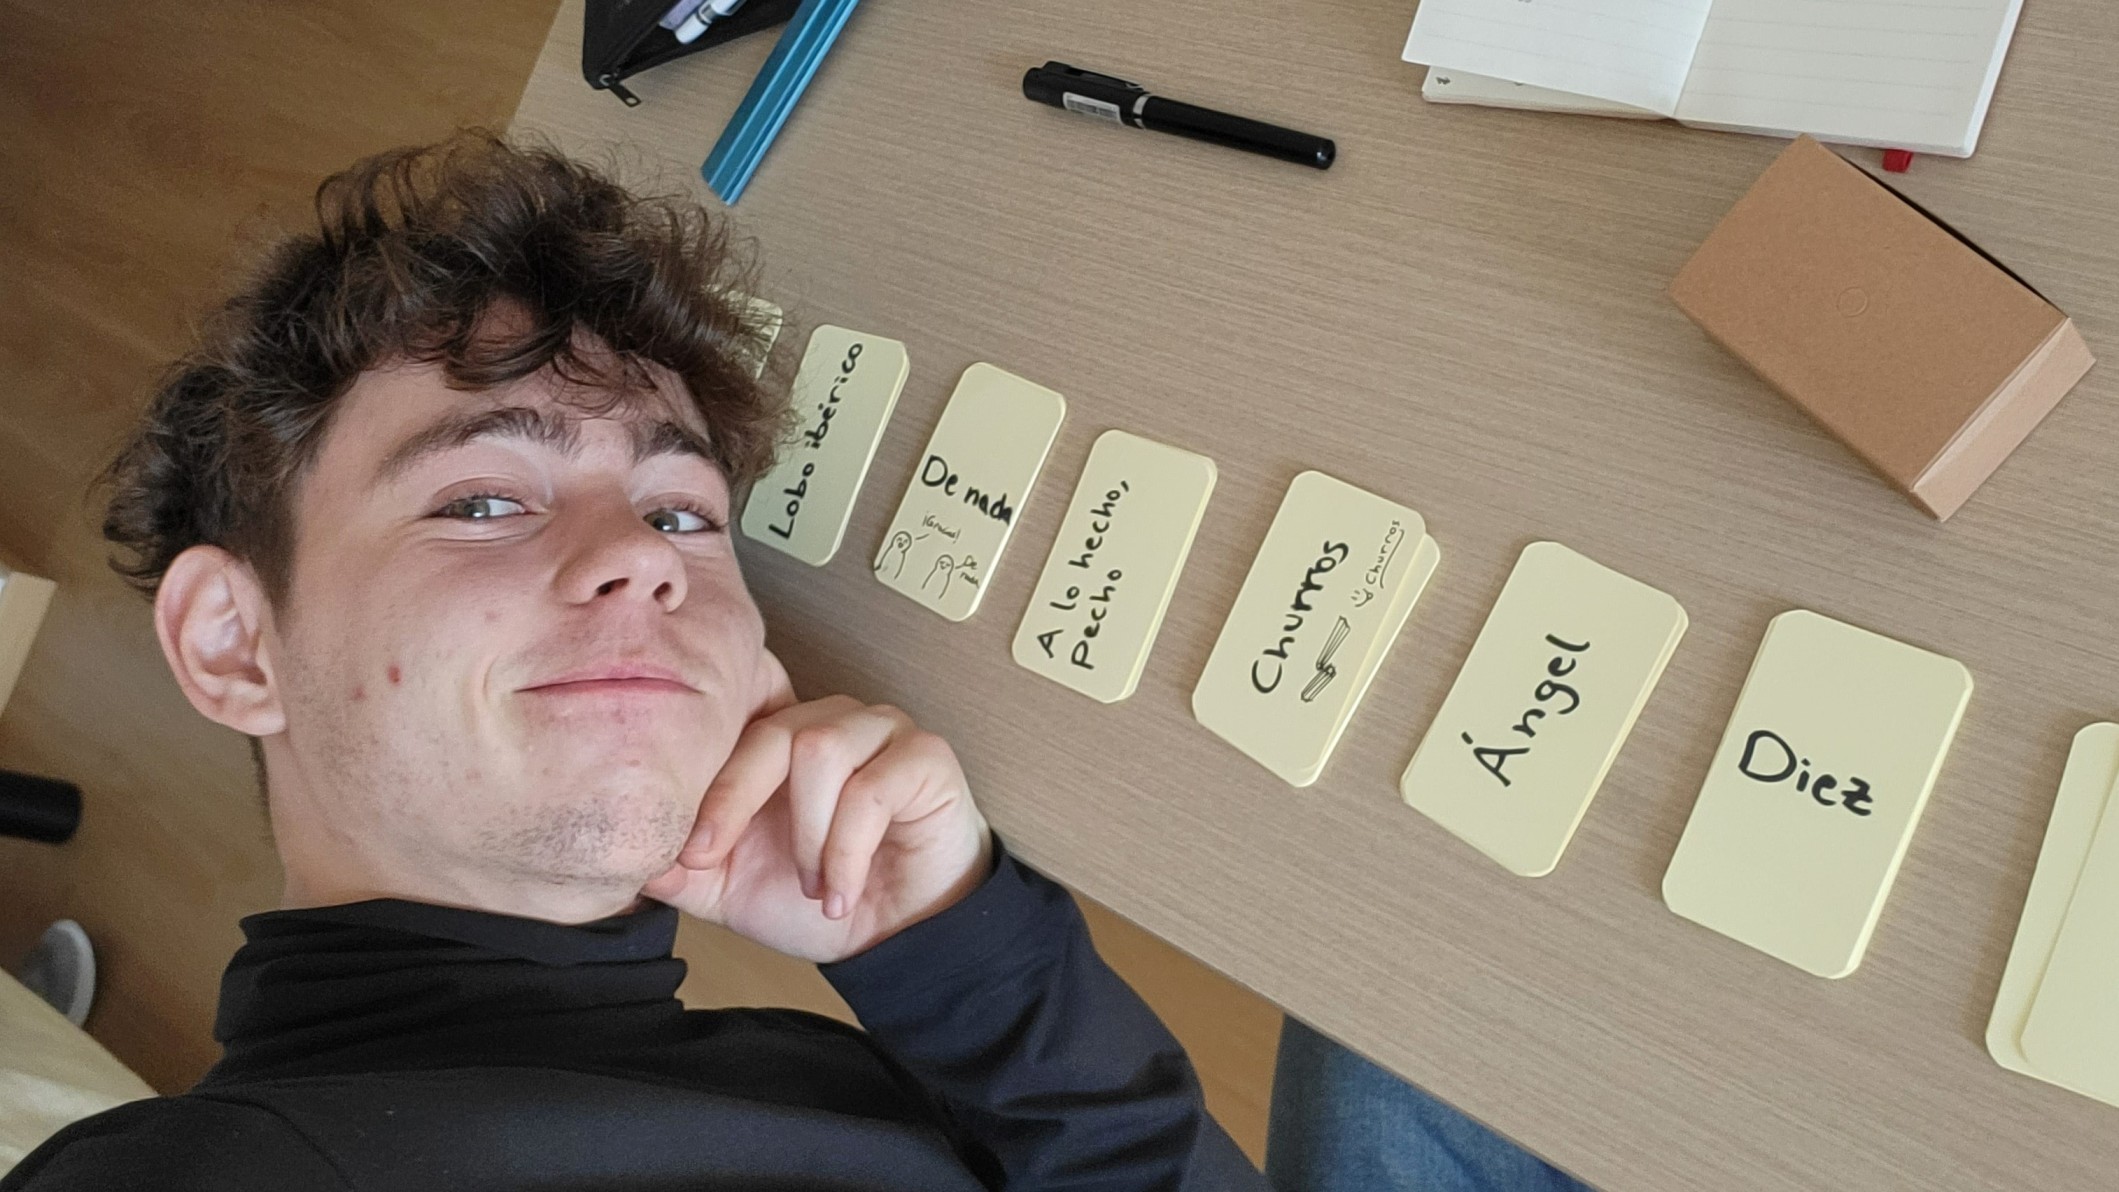 Lobo ibérico
De nada
¡Gracias!
De
nada
A lo hecho,
pecho
Churros
Churros
Ángel
Diez